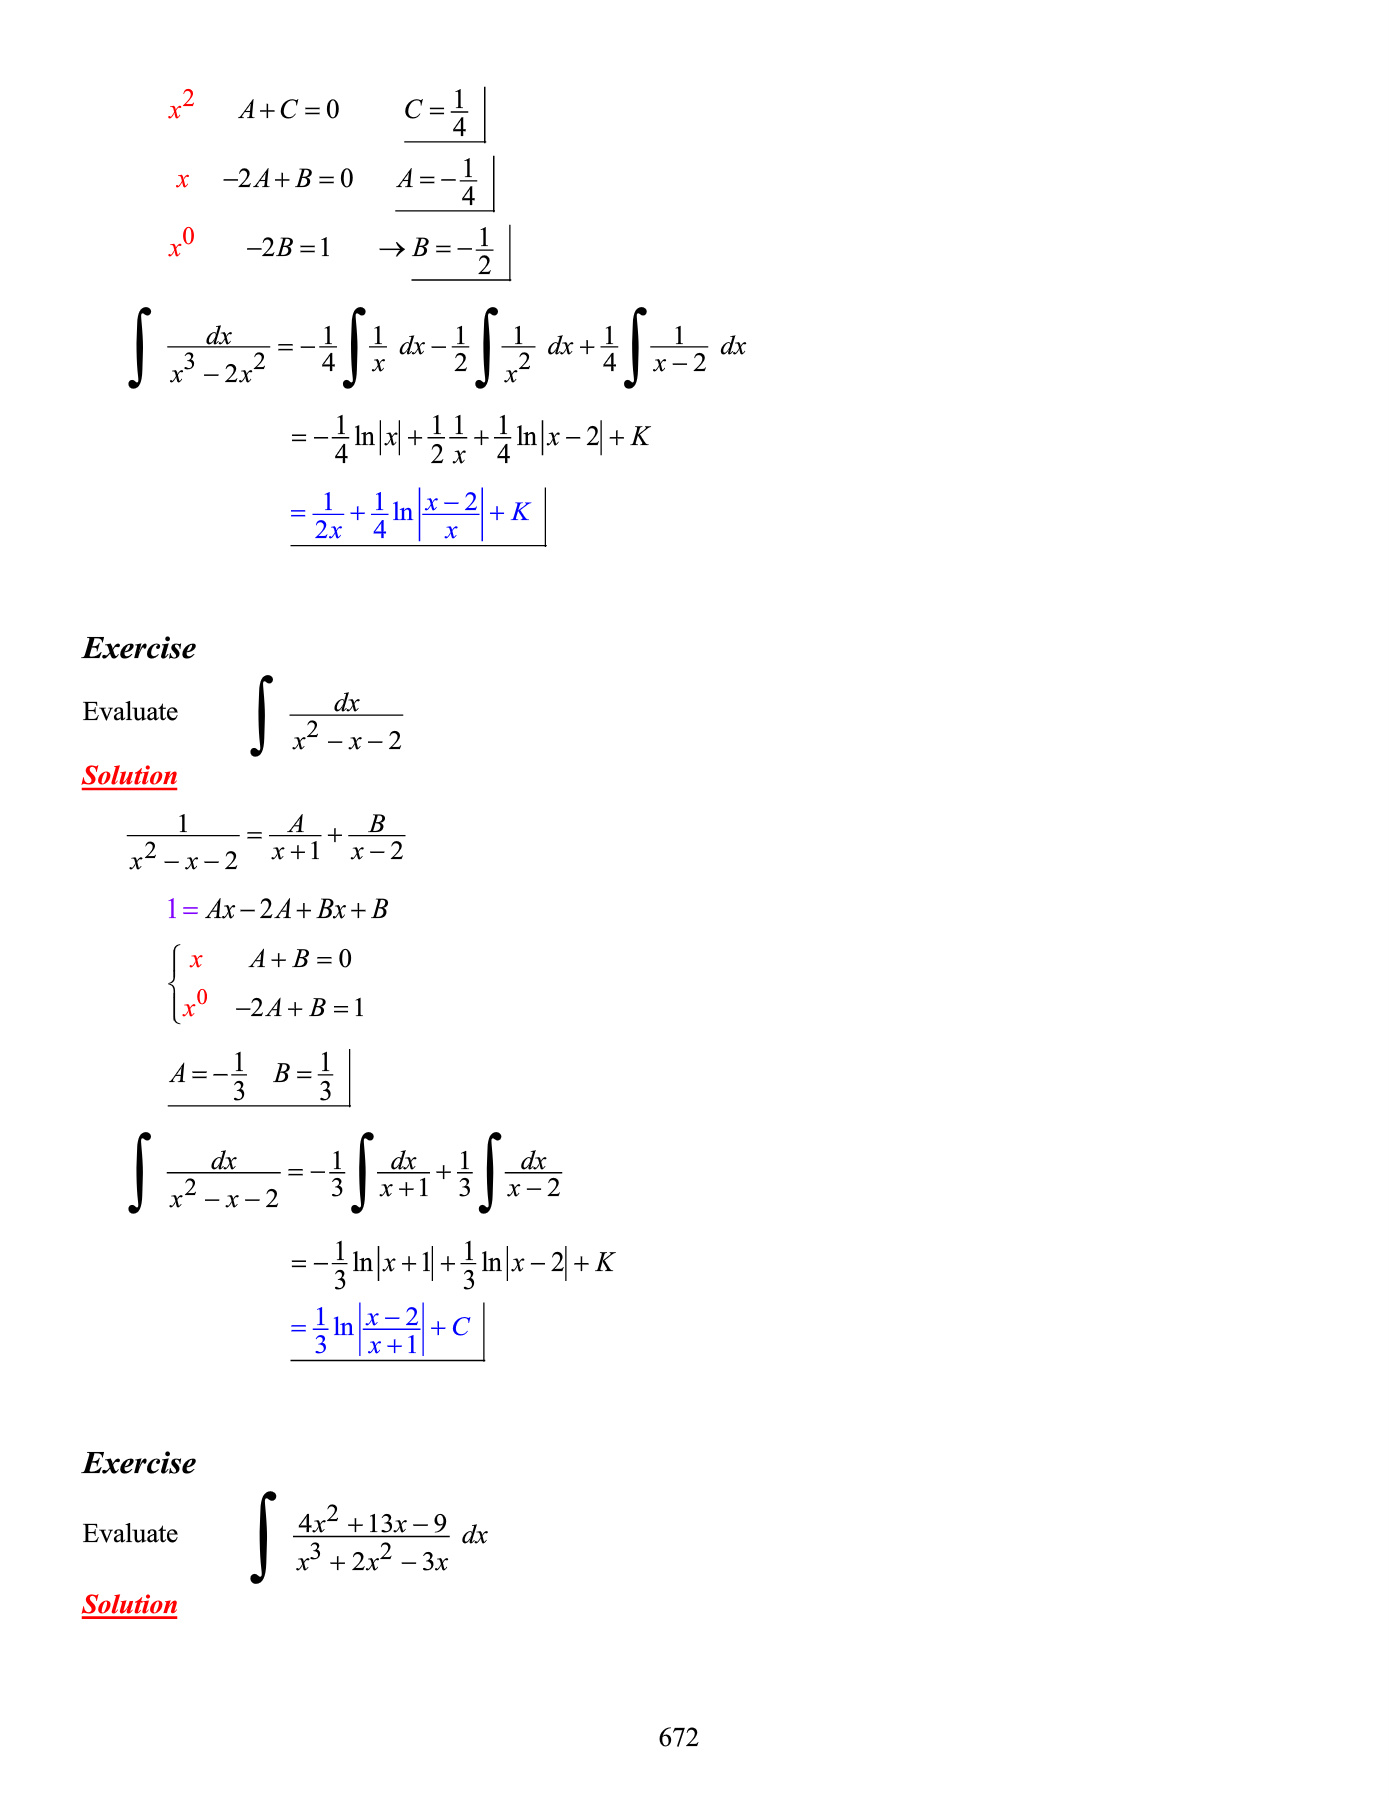 x² A + C = 0 C = 1/4
x −2A + B = 0 A = −1/4
x⁰ −2B = 1 → B = −1/2
∫ dx/(x³ − 2x²) = −1/4 ∫ 1/x dx − 1/2 ∫ 1/x² dx + 1/4 ∫ 1/(x − 2) dx
= −1/4 ln|x| + 1/2 1/x + 1/4 ln|x − 2| + K
= 1/(2x) + 1/4 ln|(x − 2)/x| + K
Exercise
Evaluate ∫ dx/(x² − x − 2)
Solution
1/(x² − x − 2) = A/(x + 1) + B/(x − 2)
1 = Ax − 2A + Bx + B
{ x A + B = 0
x⁰ −2A + B = 1
A = −1/3 B = 1/3
∫ dx/(x² − x − 2) = −1/3 ∫ dx/(x + 1) + 1/3 ∫ dx/(x − 2)
= −1/3 ln|x + 1| + 1/3 ln|x − 2| + K
= 1/3 ln|(x − 2)/(x + 1)| + C
Exercise
Evaluate ∫ (4x² + 13x − 9)/(x³ + 2x² − 3x) dx
Solution
672